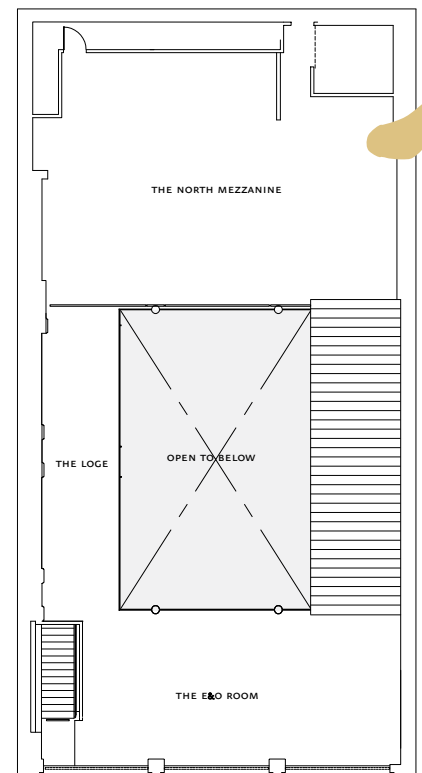 THE NORTH MEZZANINE
THE LOGE
OPEN TO BELOW
THE E&O ROOM